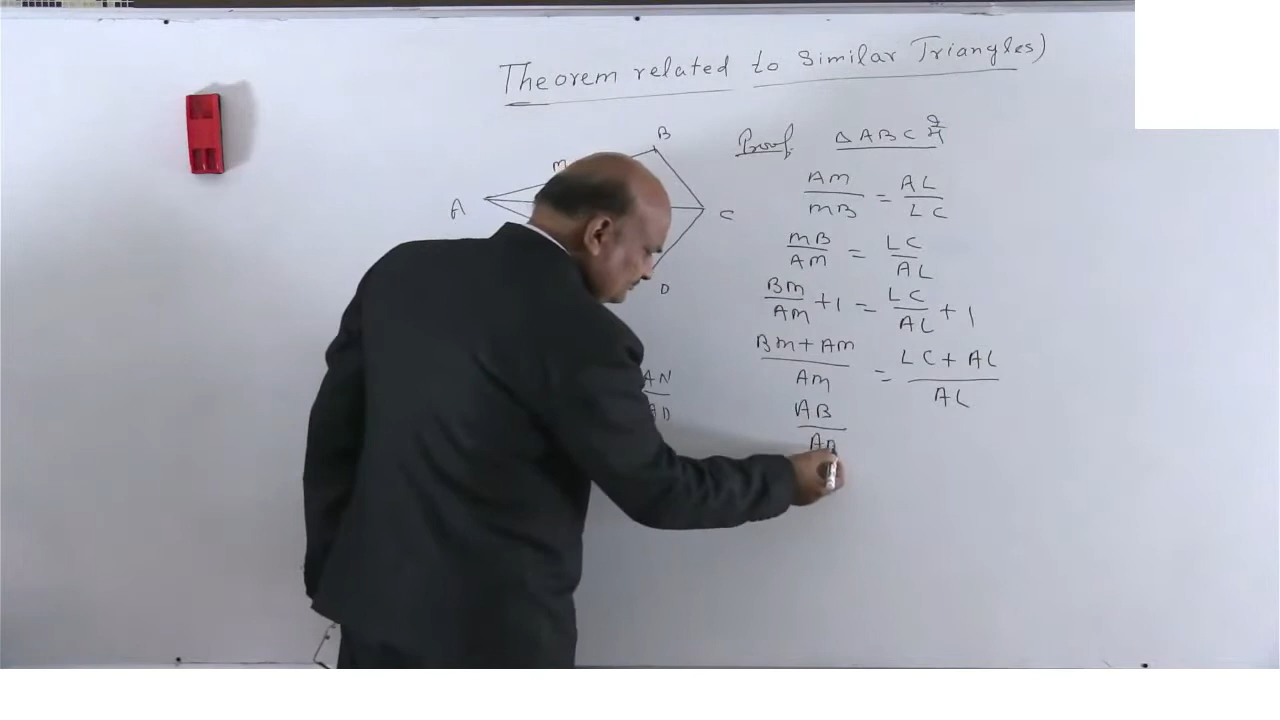 Theorem related to Similar Triangles)
B
M
A
C
D
AN
AD
Proof. Δ ABC में
AM/MB = AL/LC
MB/AM = LC/AL
BM/AM + 1 = LC/AL + 1
BM + AM/AM = LC + AL/AL
AB/AM